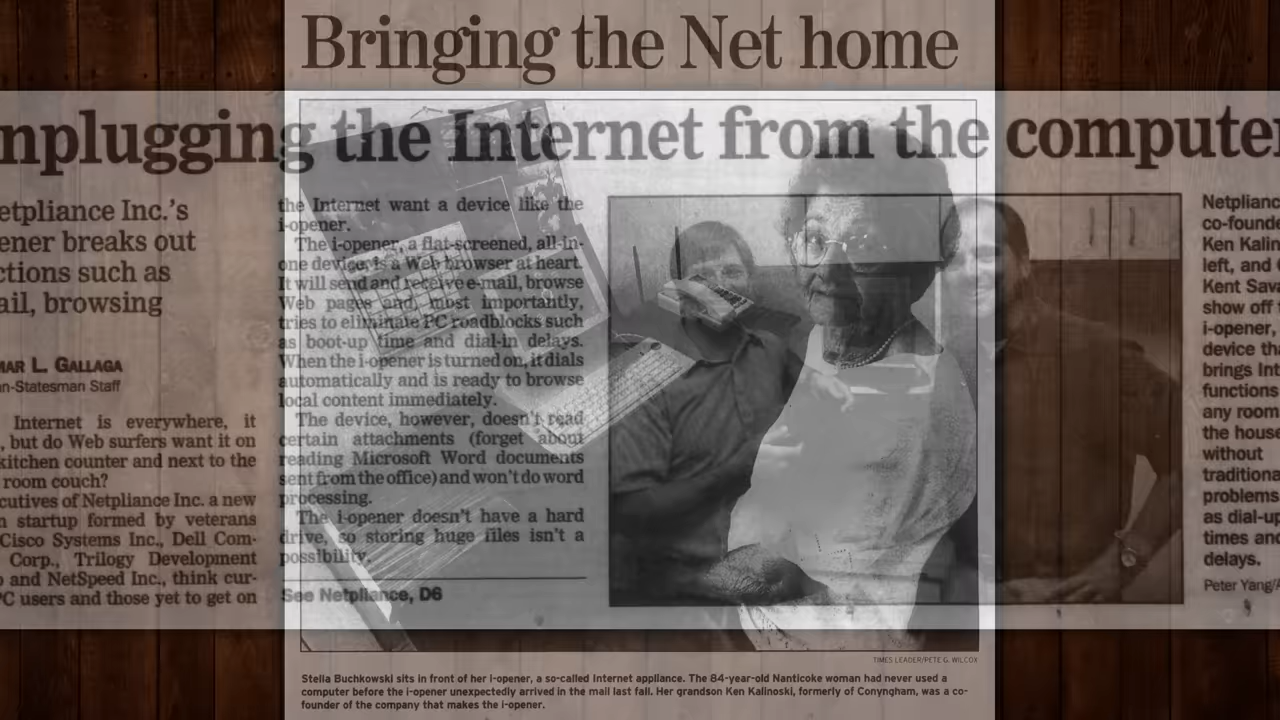 Bringing the Net home
nplugging the Internet from the computer
etpliance Inc.'s
ener breaks out
ctions such as
ail, browsing
MAR L. GALLAGA
n-Statesman Staff
Internet is everywhere, it
, but do Web surfers want it on
kitchen counter and next to the
room couch?
cutives of Netpliance Inc. a new
n startup formed by veterans
Cisco Systems Inc., Dell Com-
Corp., Trilogy Development
and NetSpeed Inc., think cur-
PC users and those yet to get on
the Internet want a device like the
i-opener.
The i-opener, a flat-screened, all-in-
one device, is a Web browser at heart.
It will send and receive e-mail, browse
Web pages and, most importantly,
tries to eliminate PC roadblocks such
as boot-up time and dial-in delays.
When the i-opener is turned on, it dials
automatically and is ready to browse
local content immediately.
The device, however, doesn't read
certain attachments (forget about
reading Microsoft Word documents
sent from the office) and won't do word
processing.
The i-opener doesn't have a hard
drive, so storing huge files isn't a
possibility.
See Netpliance, D6
Netplianc
co-founde
Ken Kalin
left, and
Kent Sava
show off
i-opener,
device tha
brings Int
functions
any room
the house
without
traditiona
problems
as dial-up
times and
delays.
Peter Yang/A
TIMES LEADER/PETE G. WILCOX
Stella Buchkowski sits in front of her i-opener, a so-called Internet appliance. The 84-year-old Nanticoke woman had never used a
computer before the i-opener unexpectedly arrived in the mail last fall. Her grandson Ken Kalinoski, formerly of Conyngham, was a co-
founder of the company that makes the i-opener.